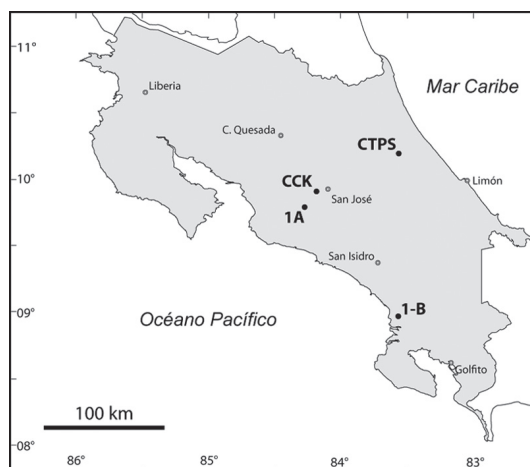 11°
Mar Caribe
Liberia
C. Quesada
CTPS
10°
CCK
San José
Limón
1A
San Isidro
09°
1-B
Océano Pacífico
Golfito
100 km
08°
86°
85°
84°
83°